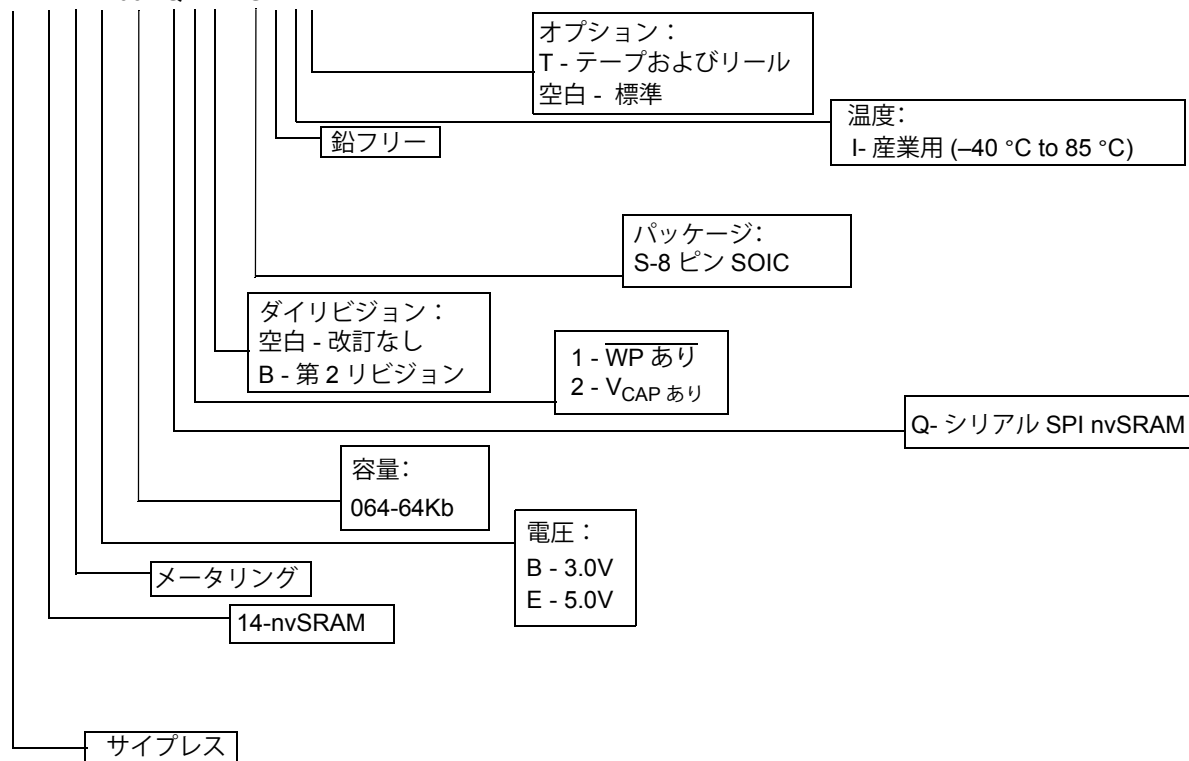 オプション：
T - テープおよびリール
空白 - 標準
温度：
I- 産業用 (–40 °C to 85 °C)
鉛フリー
パッケージ：
S-8 ピン SOIC
ダイリビジョン：
空白 - 改訂なし
B - 第 2 リビジョン
1 - WP あり
2 - VCAP あり
Q- シリアル SPI nvSRAM
容量：
064-64Kb
電圧：
B - 3.0V
E - 5.0V
メータリング
14-nvSRAM
サイプレス